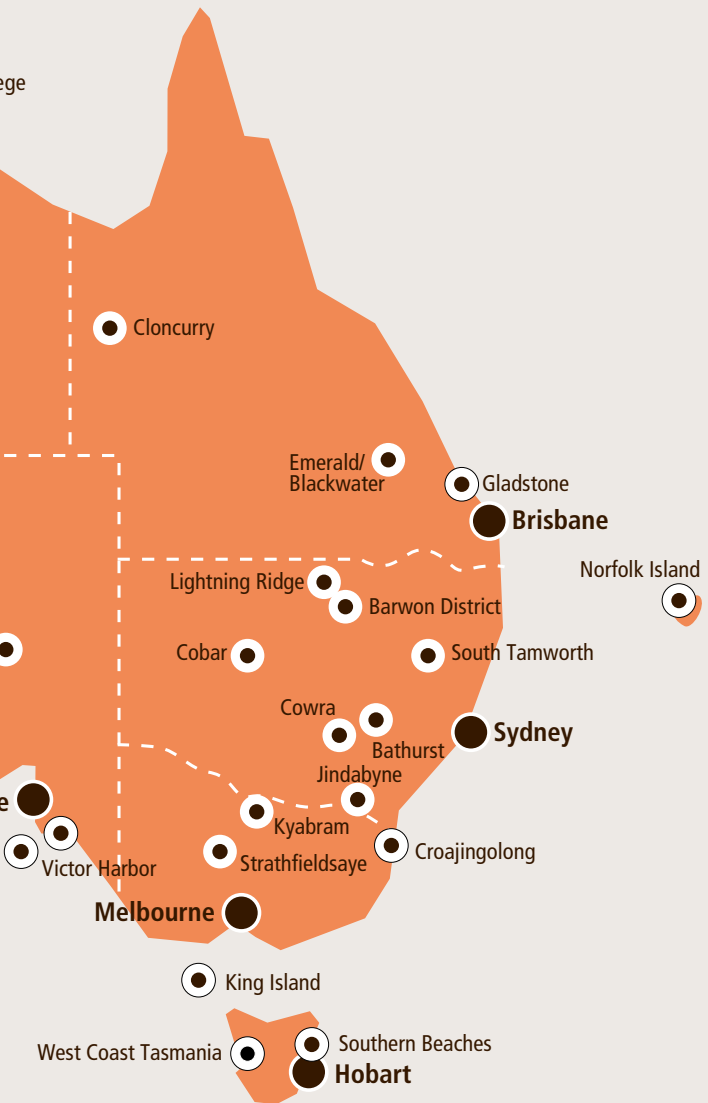 Cloncurry
Emerald/
Blackwater
Gladstone
Brisbane
Norfolk Island
Lightning Ridge
Barwon District
Cobar
South Tamworth
Cowra
Sydney
Bathurst
Jindabyne
Kyabram
Croajingolong
Strathfieldsaye
Victor Harbor
Melbourne
King Island
Southern Beaches
West Coast Tasmania
Hobart